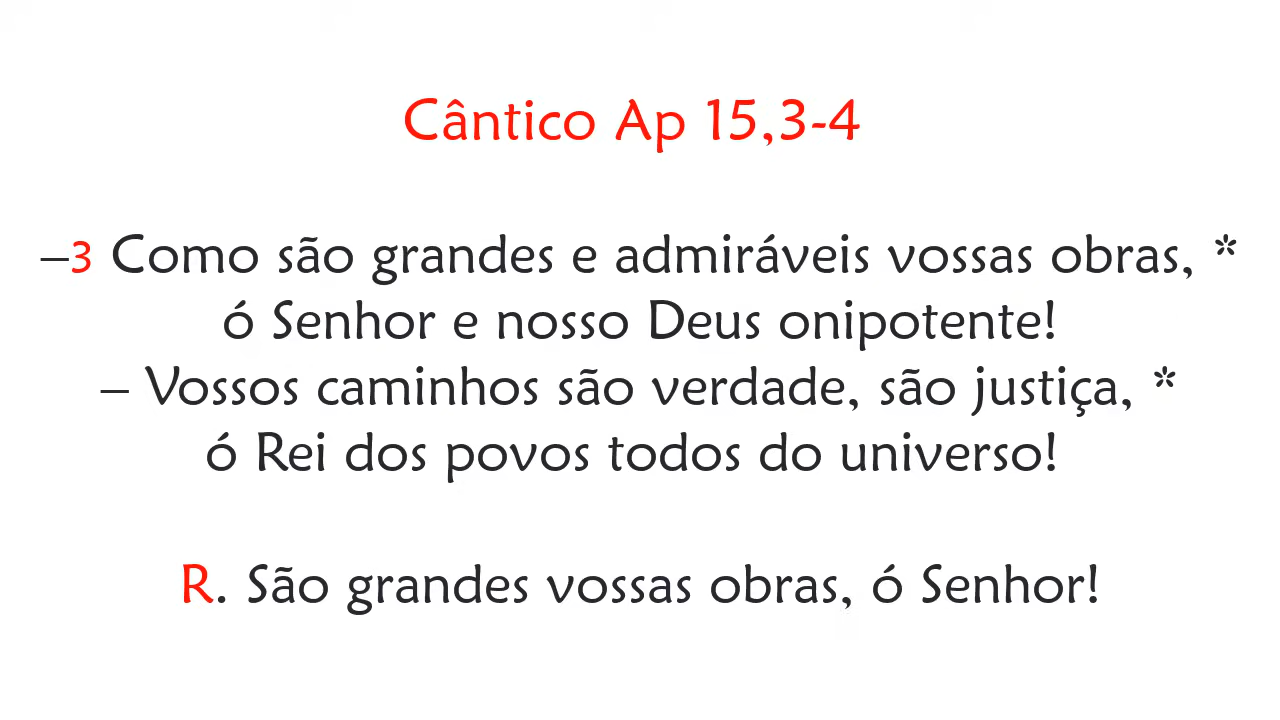 Cântico Ap 15,3-4
–3 Como são grandes e admiráveis vossas obras, *
ó Senhor e nosso Deus onipotente!
– Vossos caminhos são verdade, são justiça, *
ó Rei dos povos todos do universo!
R. São grandes vossas obras, ó Senhor!